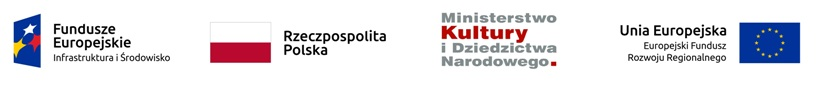 Fundusze
Europejskie
Infrastruktura i Środowisko
Rzeczpospolita
Polska
Ministerstwo
Kultury
i Dziedzictwa
Narodowego.
Unia Europejska
Europejski Fundusz
Rozwoju Regionalnego